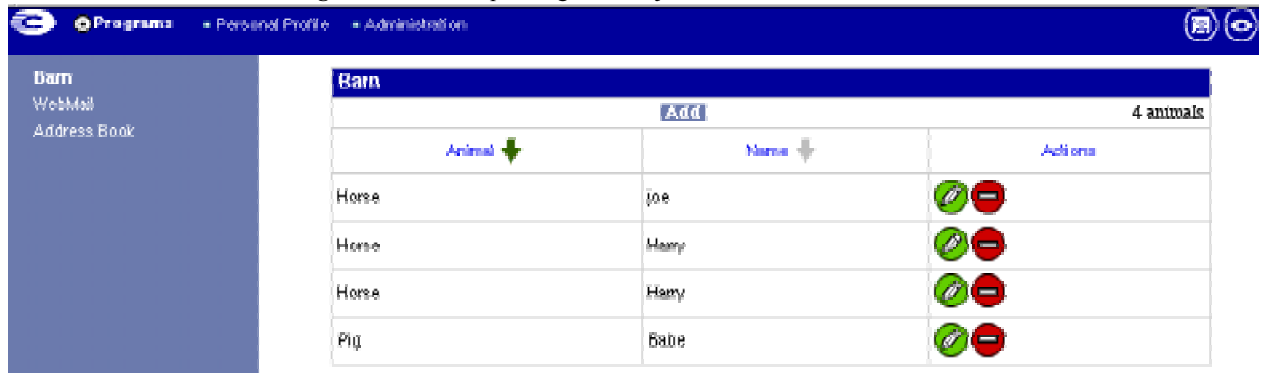 Programs Personal Profile Administration
Barn
WebMail
Address Book
Barn
Add 4 animals
Animal Name Actions
Horse joe
Horse Harry
Horse Harry
Pig Babe